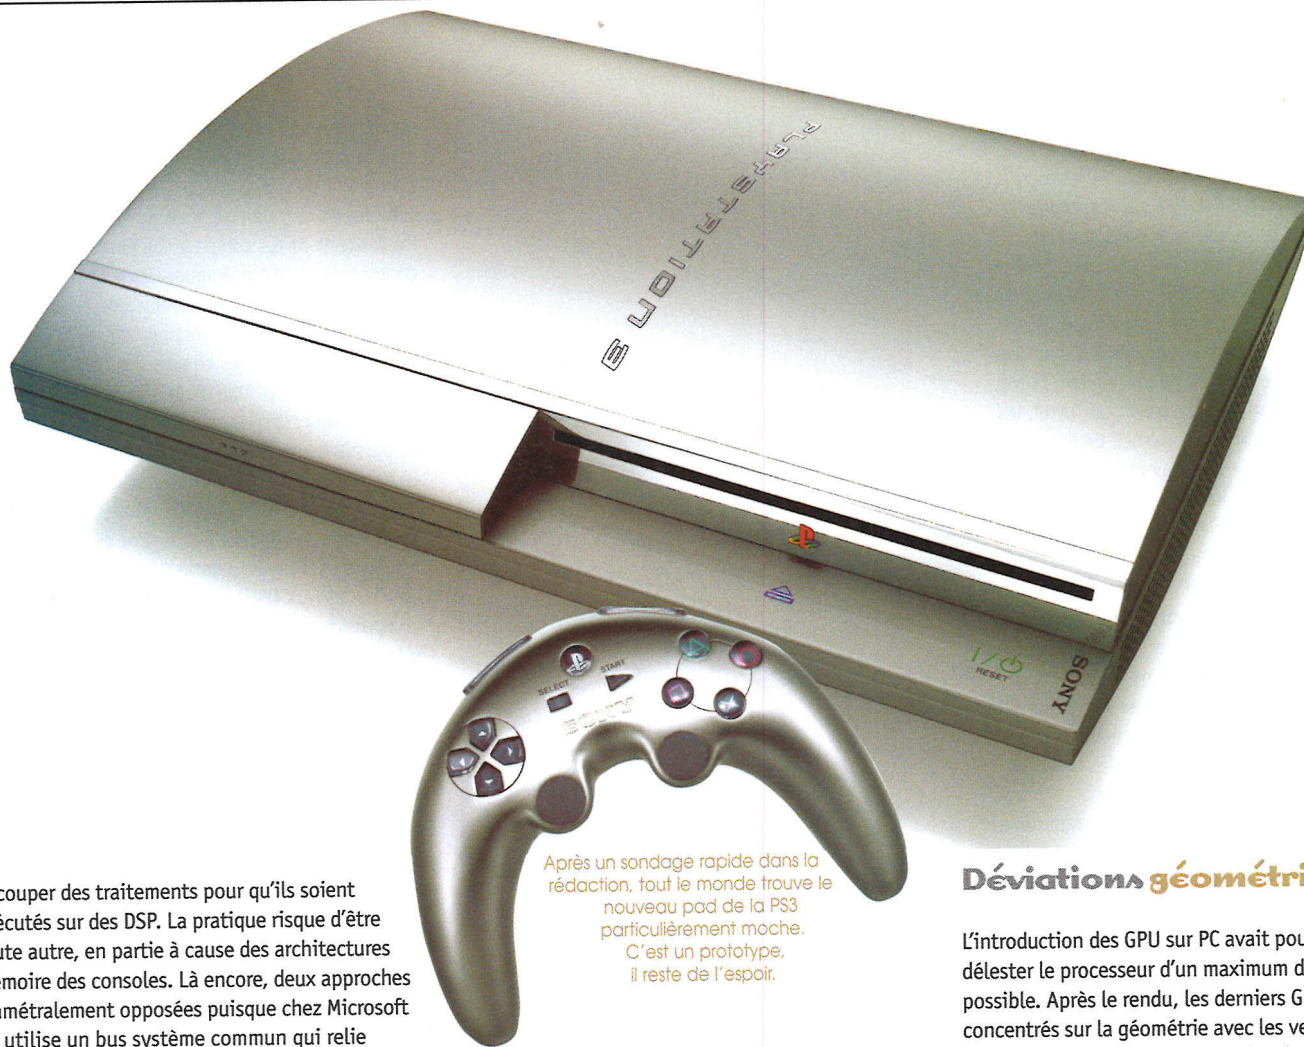 PLAYSTATION 3
I/
RESET
SONY
SELECT
START
SONY
couper des traitements pour qu'ils soient
écutés sur des DSP. La pratique risque d'être
ute autre, en partie à cause des architectures
émoire des consoles. Là encore, deux approches
amétralement opposées puisque chez Microsoft
utilise un bus système commun qui relie
Après un sondage rapide dans la
rédaction, tout le monde trouve le
nouveau pad de la PS3
particulièrement moche.
C'est un prototype,
il reste de l'espoir.
Déviations géométri
L'introduction des GPU sur PC avait pou
délester le processeur d'un maximum d
possible. Après le rendu, les derniers G
concentrés sur la géométrie avec les ve